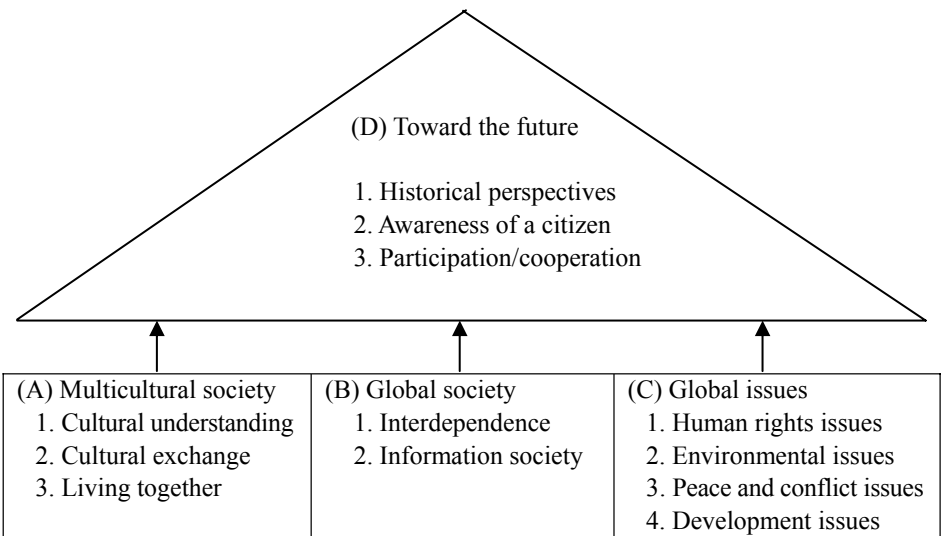 (D) Toward the future
1. Historical perspectives
2. Awareness of a citizen
3. Participation/cooperation
(A) Multicultural society
1. Cultural understanding
2. Cultural exchange
3. Living together
(B) Global society
1. Interdependence
2. Information society
(C) Global issues
1. Human rights issues
2. Environmental issues
3. Peace and conflict issues
4. Development issues